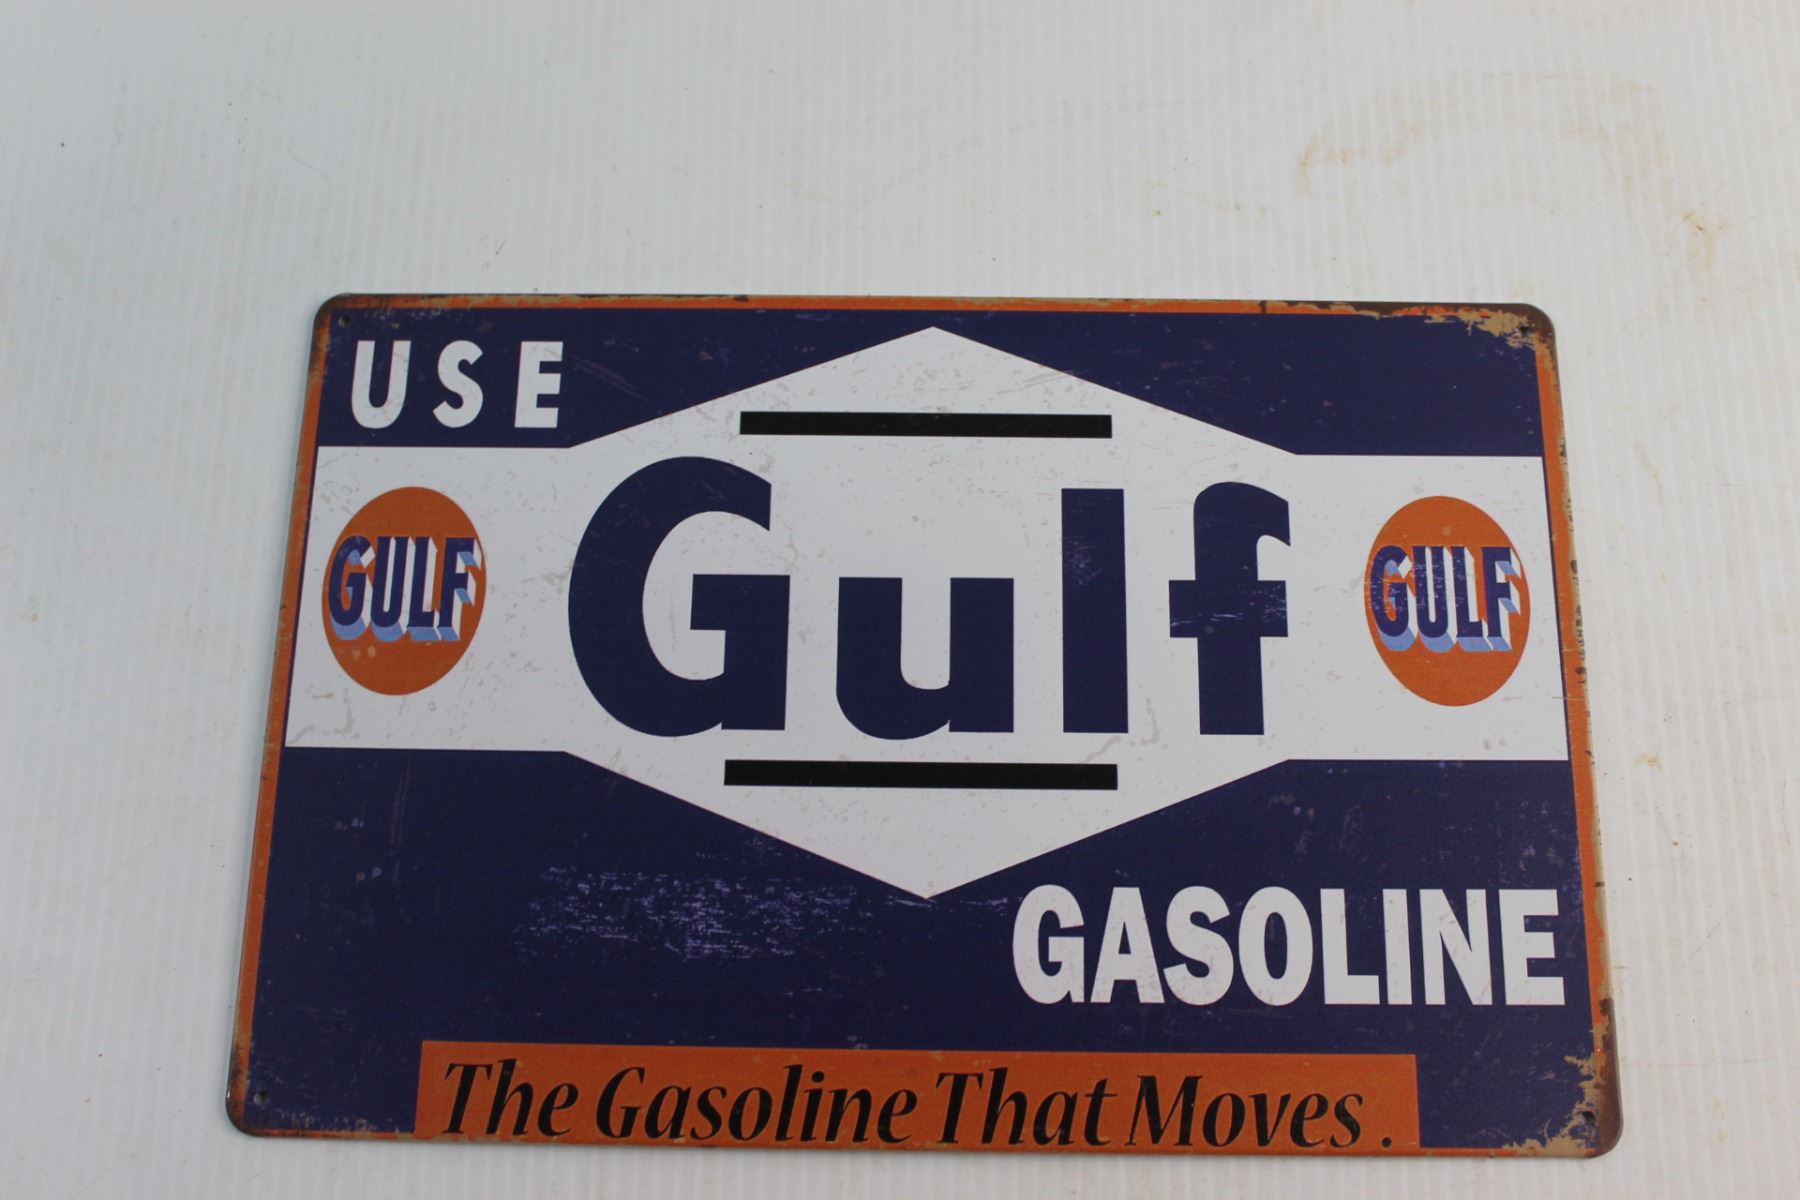 USE
GULF Gulf GULF
GASOLINE
The Gasoline That Moves.